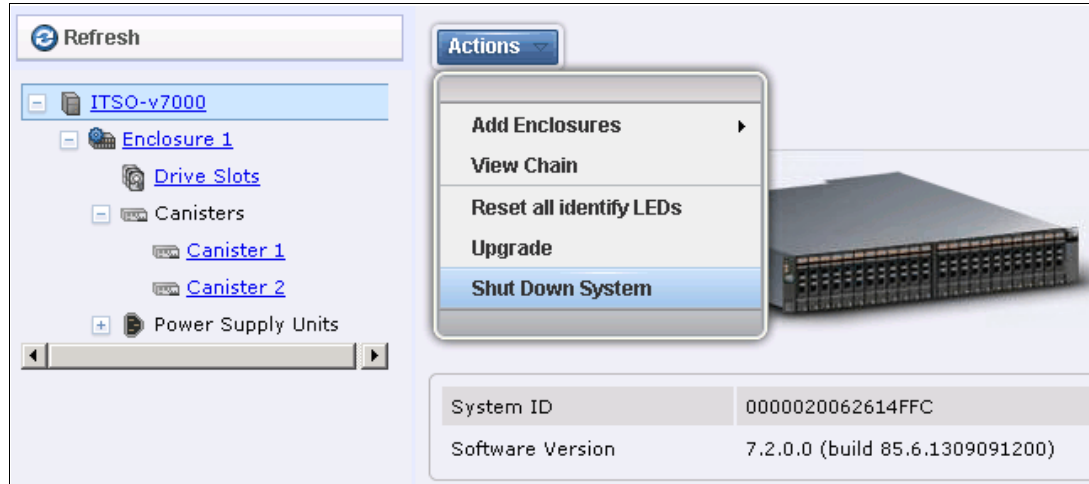 Refresh
ITSO-v7000
Enclosure 1
Drive Slots
Canisters
Canister 1
Canister 2
Power Supply Units
Actions
Add Enclosures
View Chain
Reset all identify LEDs
Upgrade
Shut Down System
System ID 0000020062614FFC
Software Version 7.2.0.0 (build 85.6.1309091200)